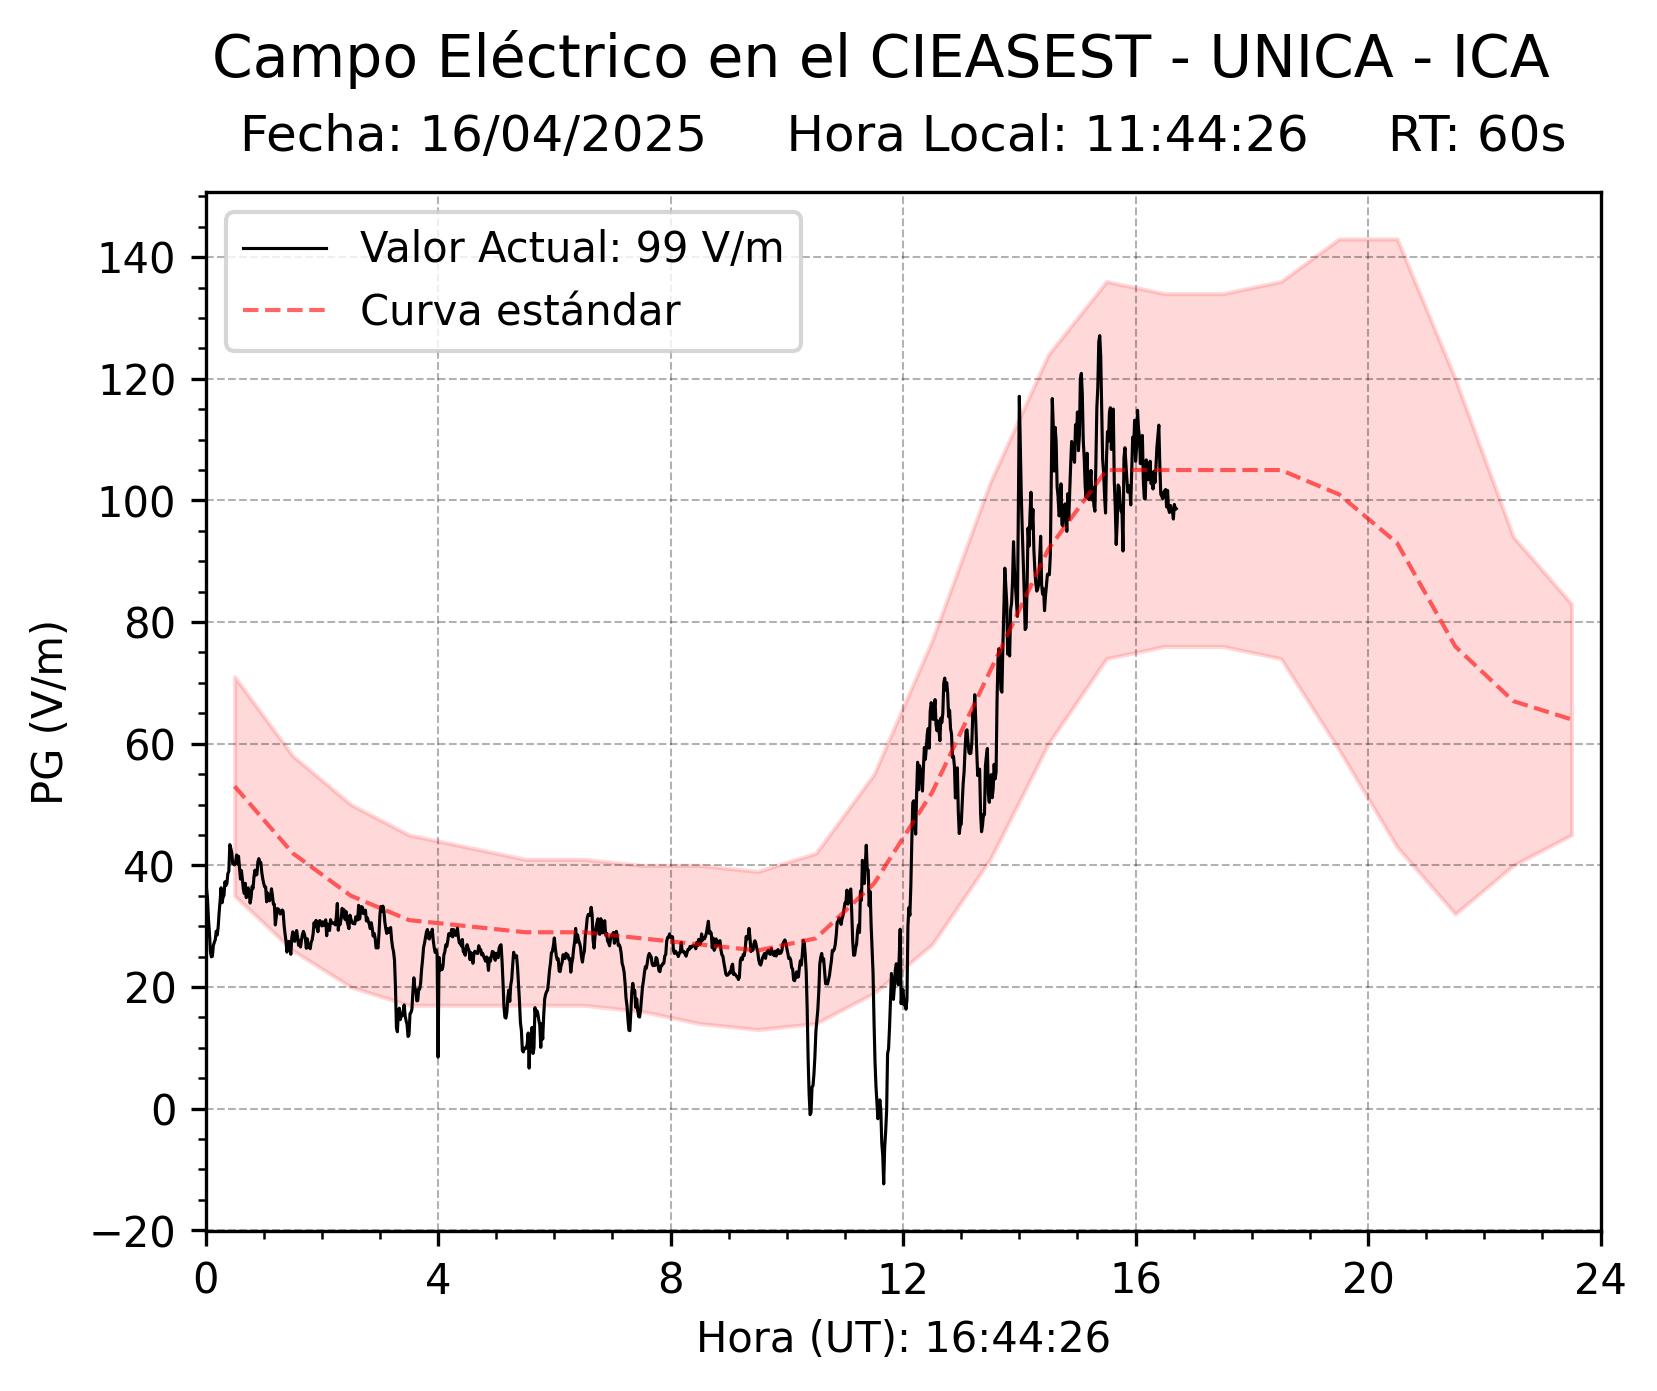 Campo Eléctrico en el CIEASEST - UNICA - ICA
Fecha: 16/04/2025 Hora Local: 11:44:26 RT: 60s
Valor Actual: 99 V/m
Curva estándar
PG (V/m)
140
120
100
80
60
40
20
0
−20
0 4 8 12 16 20 24
Hora (UT): 16:44:26